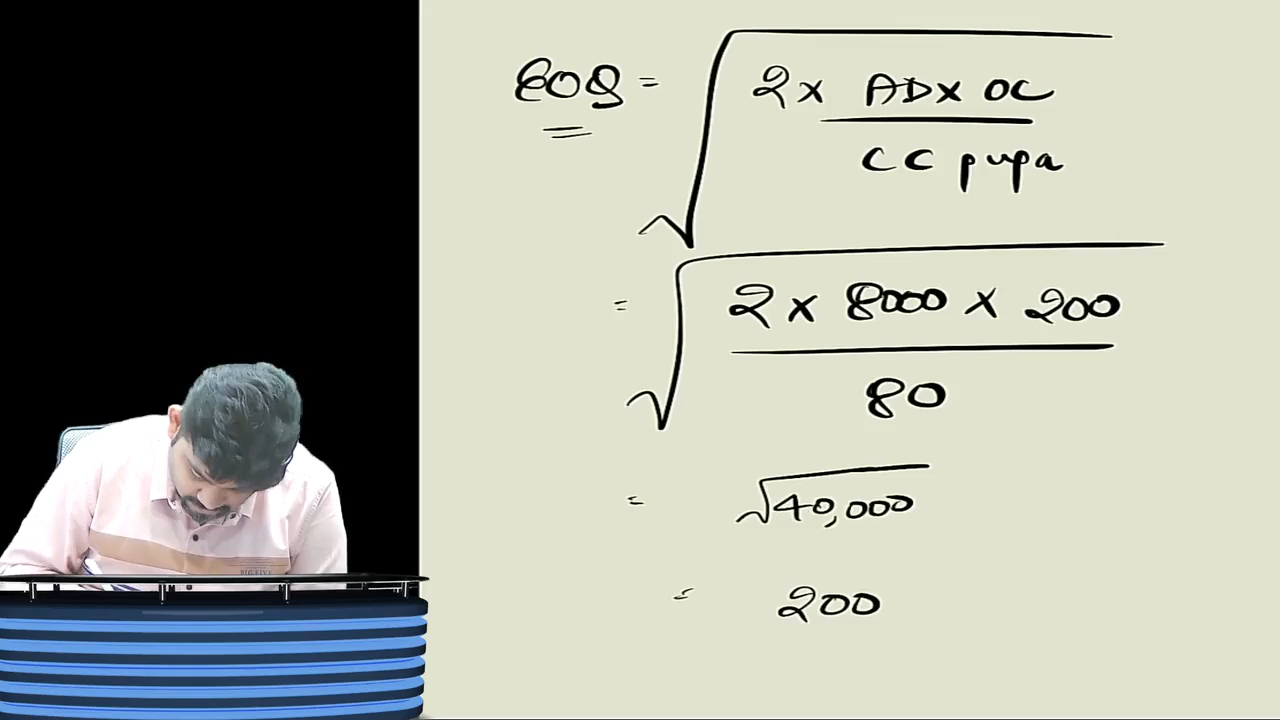 EOQ = √2 x AD x OC
CC pupa
= √2 x 8000 x 200
80
= √40,000
= 200